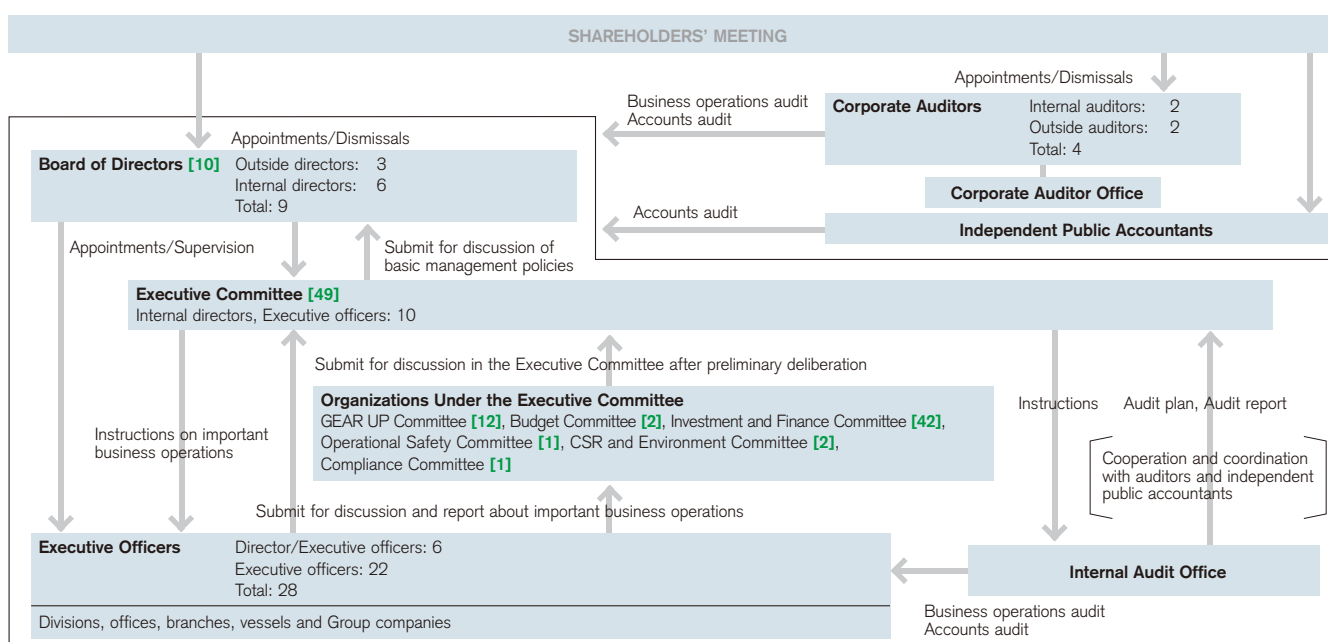 SHAREHOLDERS’ MEETING
Appointments/Dismissals
Business operations audit
Accounts audit
Corporate Auditors
Internal auditors: 2
Outside auditors: 2
Total: 4
Appointments/Dismissals
Board of Directors [10]
Outside directors: 3
Internal directors: 6
Total: 9
Corporate Auditor Office
Accounts audit
Independent Public Accountants
Appointments/Supervision
Submit for discussion of
basic management policies
Executive Committee [49]
Internal directors, Executive officers: 10
Submit for discussion in the Executive Committee after preliminary deliberation
Organizations Under the Executive Committee
GEAR UP Committee [12], Budget Committee [2], Investment and Finance Committee [42],
Operational Safety Committee [1], CSR and Environment Committee [2],
Compliance Committee [1]
Instructions on important
business operations
Instructions
Audit plan, Audit report
Cooperation and coordination
with auditors and independent
public accountants
Submit for discussion and report about important business operations
Executive Officers
Director/Executive officers: 6
Executive officers: 22
Total: 28
Internal Audit Office
Divisions, offices, branches, vessels and Group companies
Business operations audit
Accounts audit